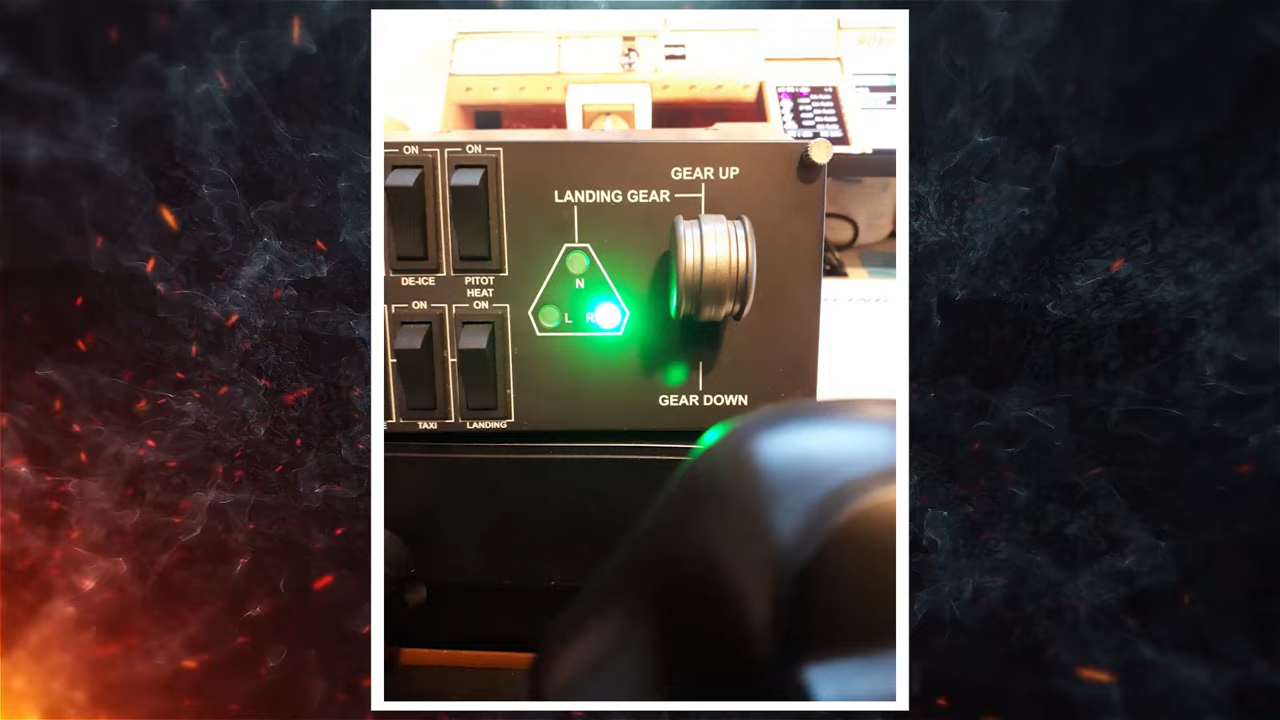 ON
ON
GEAR UP
LANDING GEAR
DE-ICE
PITOT
HEAT
N
L
R
ON
ON
GEAR DOWN
TAXI
LANDING